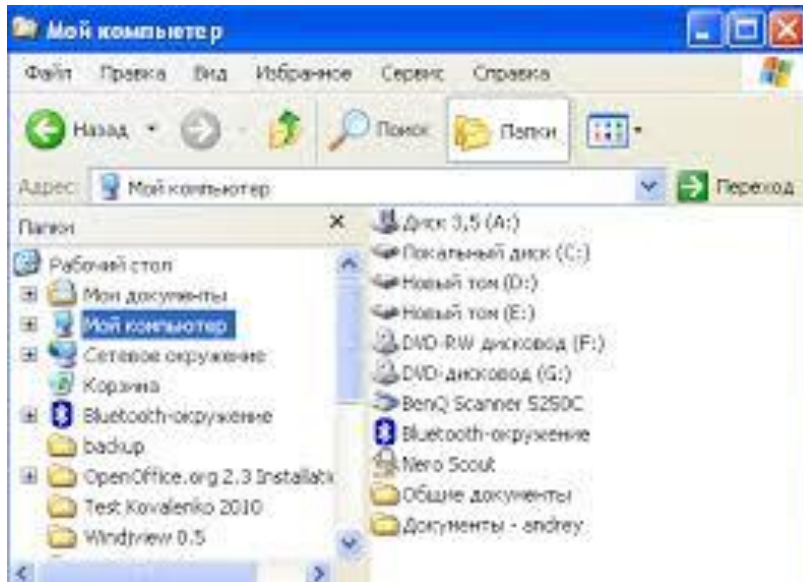 Мой компьютер
Файл Правка Вид Избранное Сервис Справка
Назад Поиск Папки
Адрес: Мой компьютер Переход
Папки
Рабочий стол
Мои документы
Мой компьютер
Сетевое окружение
Корзина
Bluetooth-окружение
backup
OpenOffice.org 2.3 Installatic
Test Kovalenko 2010
Windjview 0.5
Диск 3,5 (A:)
Локальный диск (C:)
Новый том (D:)
Новый том (E:)
DVD-RW дисковод (F:)
DVD-дисковод (G:)
BenQ Scanner 5250C
Bluetooth-окружение
Nero Scout
Общие документы
Документы - andrey